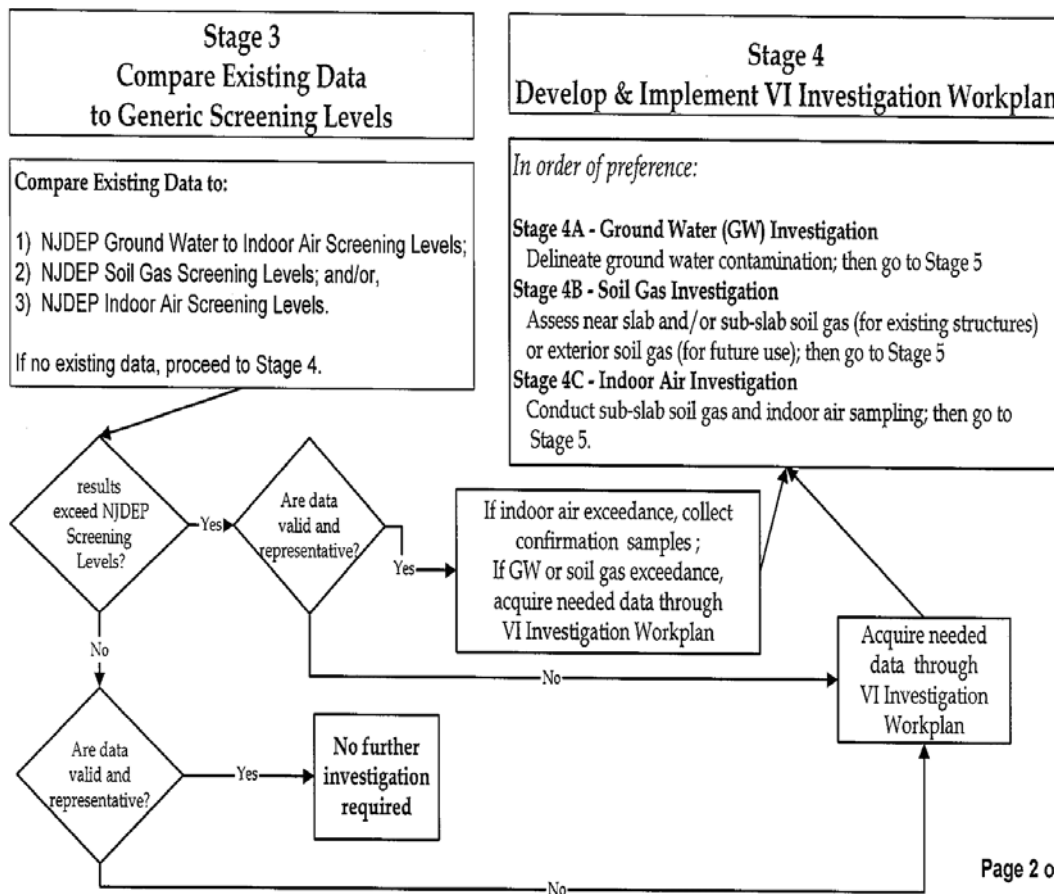 Stage 3
Compare Existing Data
to Generic Screening Levels
Stage 4
Develop & Implement VI Investigation Workplan
Compare Existing Data to:
1) NJDEP Ground Water to Indoor Air Screening Levels;
2) NJDEP Soil Gas Screening Levels; and/or,
3) NJDEP Indoor Air Screening Levels.
If no existing data, proceed to Stage 4.
In order of preference:
Stage 4A - Ground Water (GW) Investigation
Delineate ground water contamination; then go to Stage 5
Stage 4B - Soil Gas Investigation
Assess near slab and/or sub-slab soil gas (for existing structures)
or exterior soil gas (for future use); then go to Stage 5
Stage 4C - Indoor Air Investigation
Conduct sub-slab soil gas and indoor air sampling; then go to
Stage 5.
results
exceed NJDEP
Screening
Levels?
Yes
Are data
valid and
representative?
Yes
If indoor air exceedance, collect
confirmation samples ;
If GW or soil gas exceedance,
acquire needed data through
VI Investigation Workplan
No
No
Acquire needed
data through
VI Investigation
Workplan
Are data
valid and
representative?
Yes
No further
investigation
required
No
Page 2 o